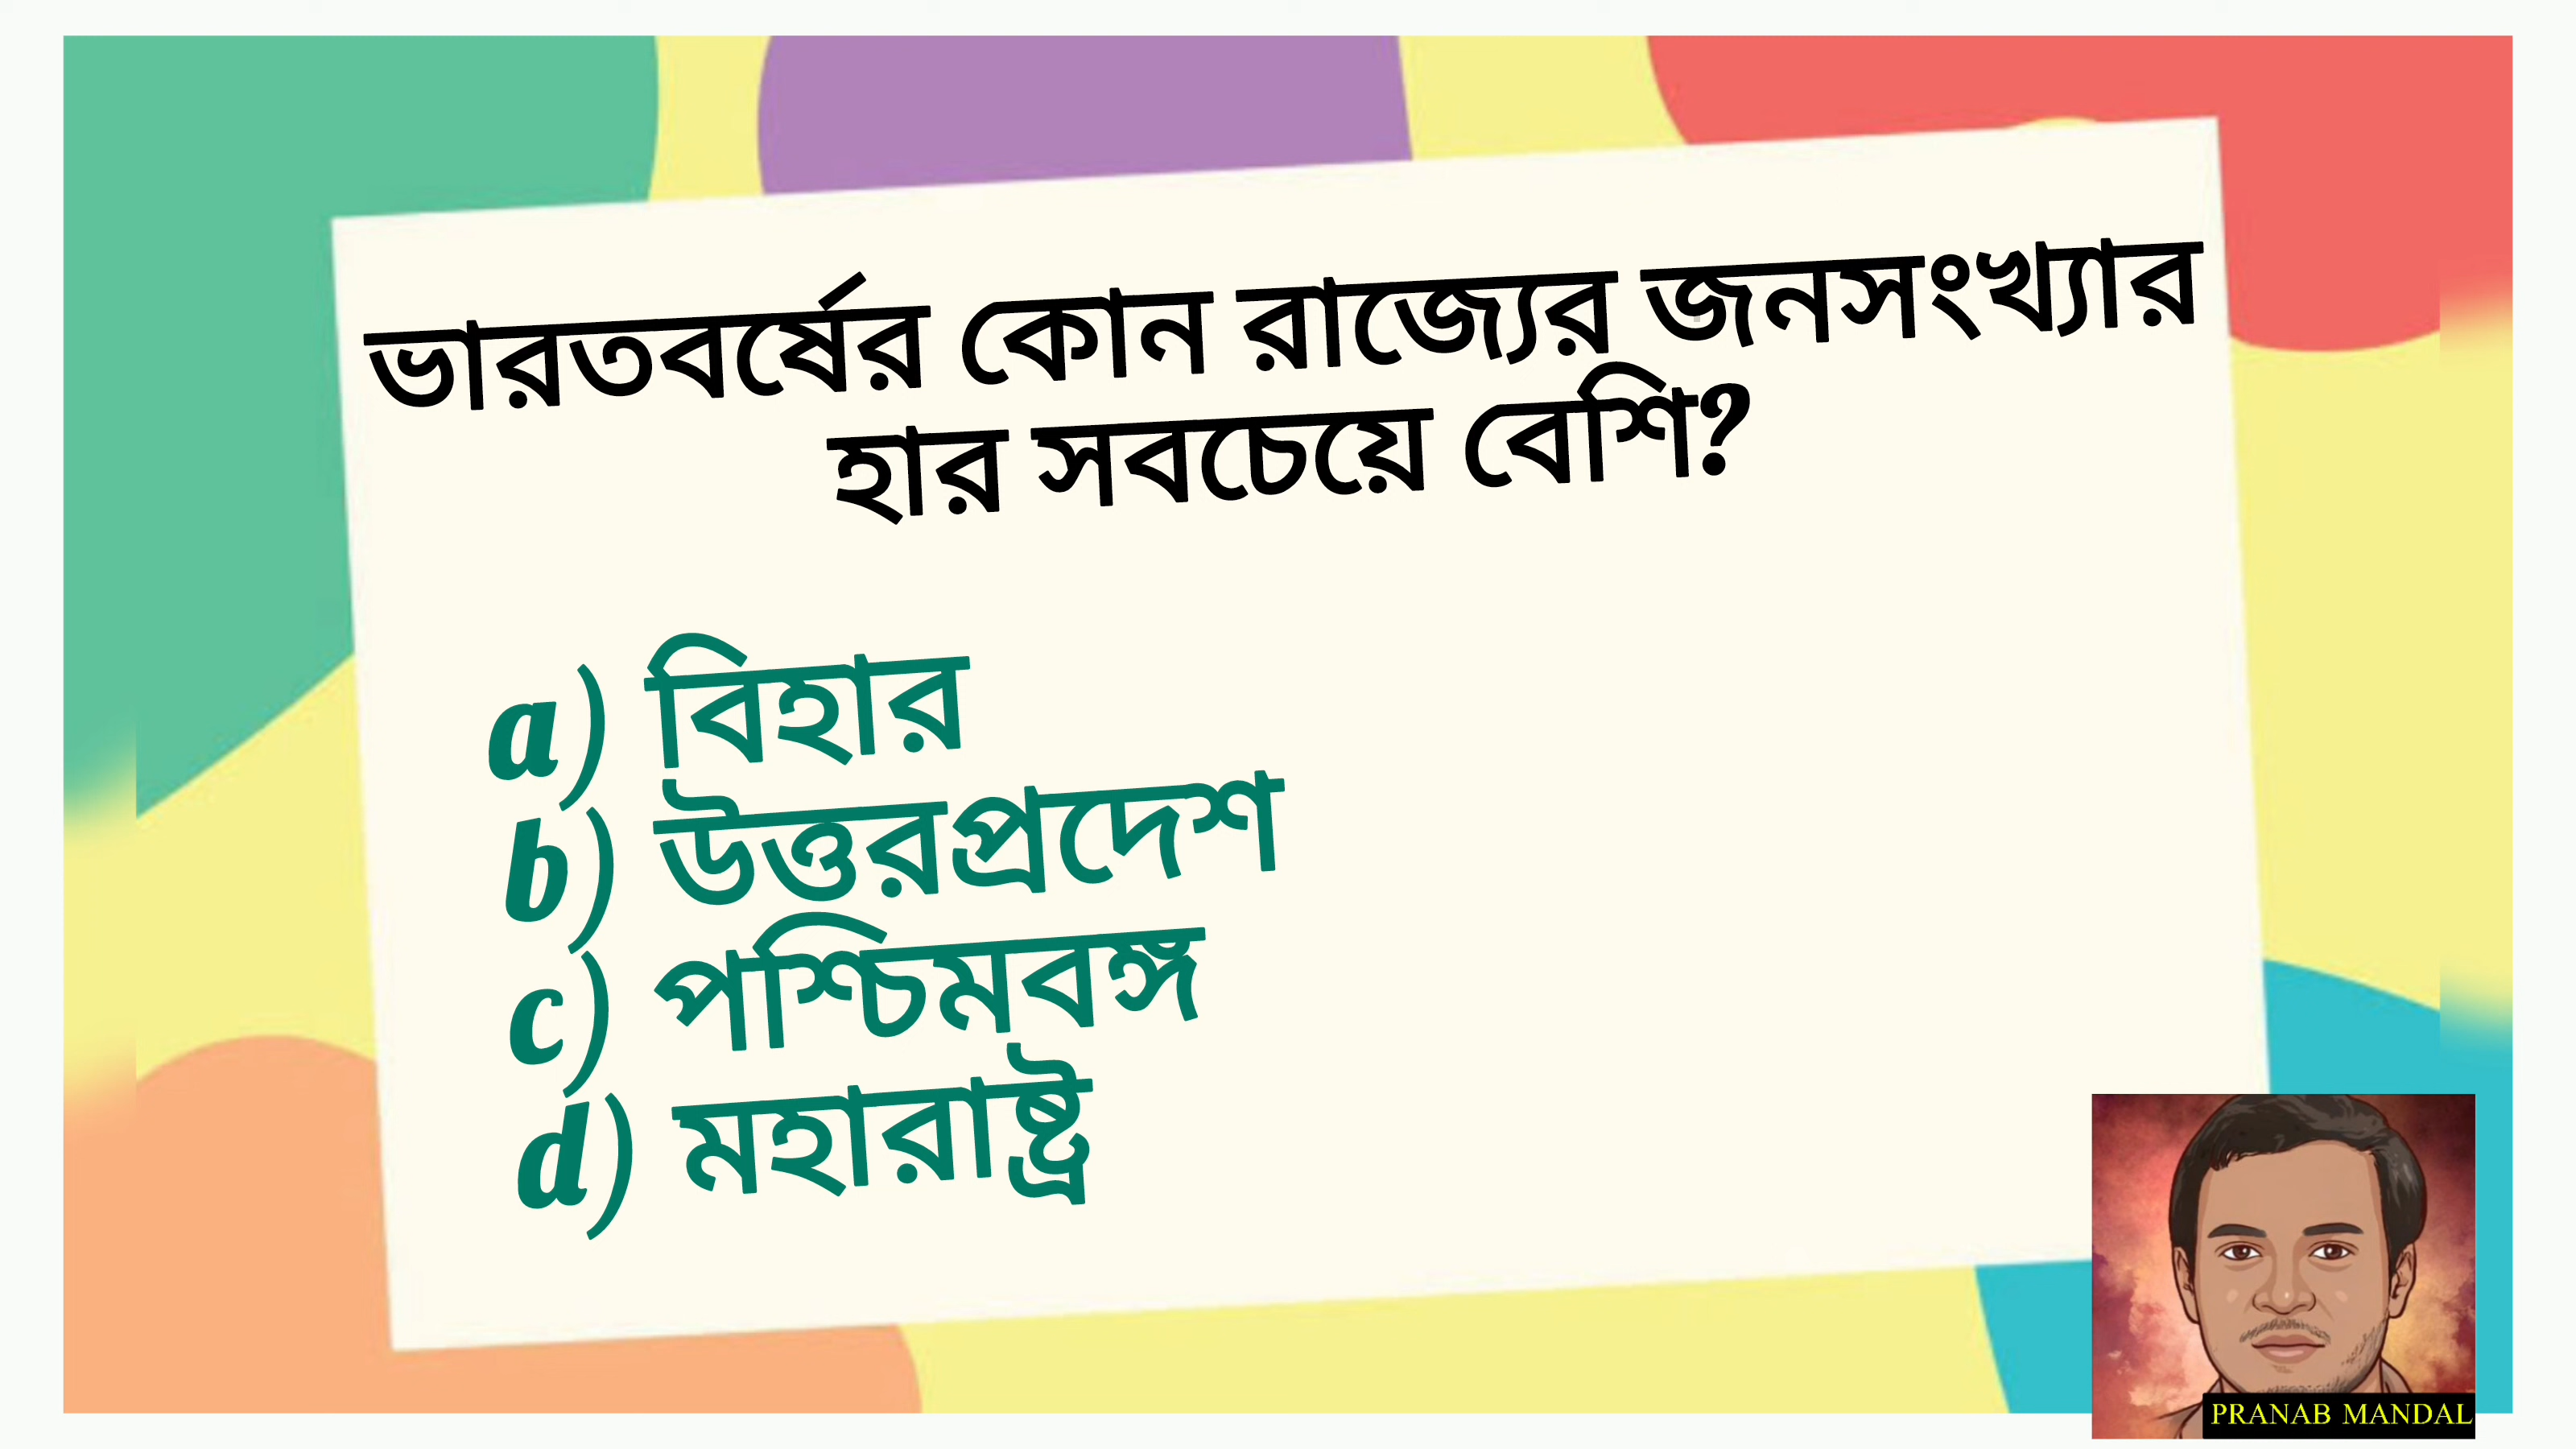 ভারতবর্ষের কোন রাজ্যের জনসংখ্যার
হার সবচেয়ে বেশি?
a) বিহার
b) উত্তরপ্রদেশ
c) পশ্চিমবঙ্গ
d) মহারাষ্ট্র
PRANAB MANDAL